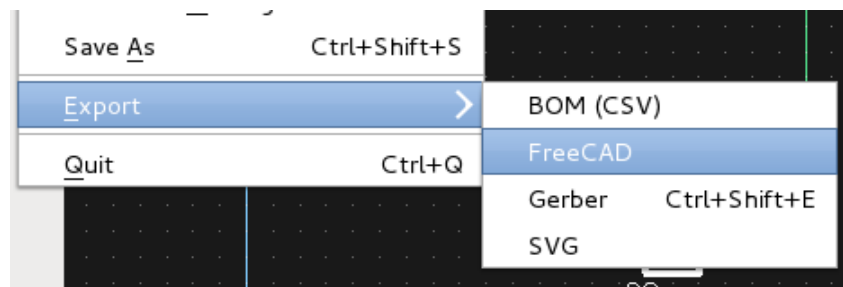 Save As Ctrl+Shift+S
Export
BOM (CSV)
FreeCAD
Quit Ctrl+Q
Gerber Ctrl+Shift+E
SVG